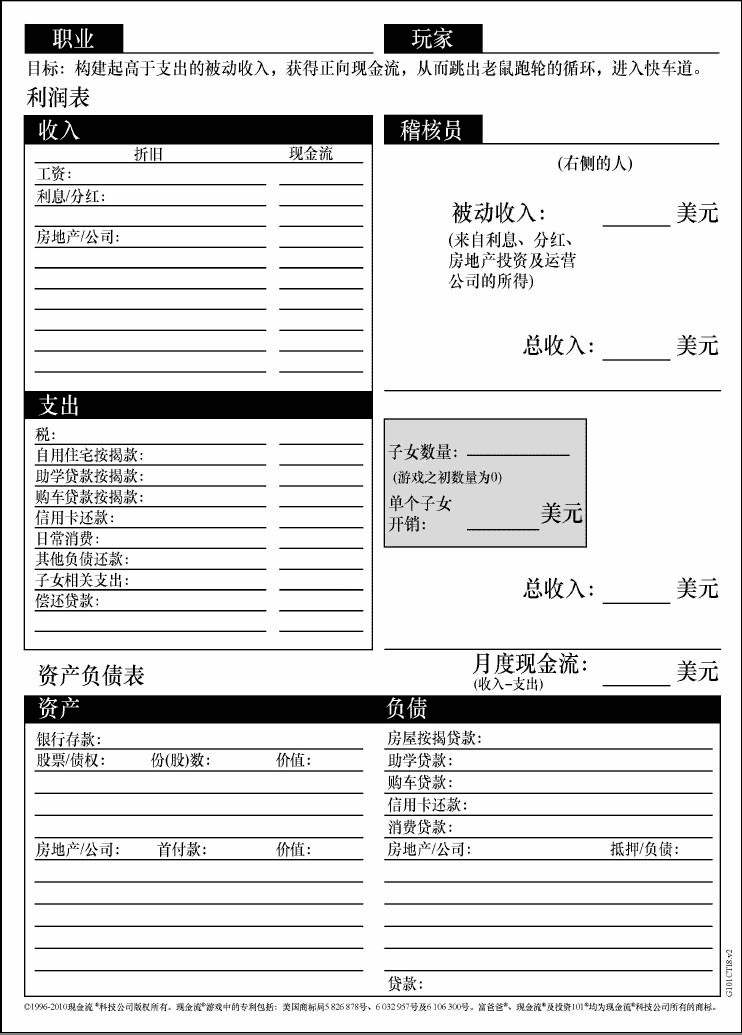 职业
玩家
目标：构建起高于支出的被动收入，获得正向现金流，从而跳出老鼠跑轮的循环，进入快车道。
利润表
收入
折旧 现金流
工资：
利息/分红：
房地产/公司：
稽核员
(右侧的人)
被动收入： 美元
(来自利息、分红、
房地产投资及运营
公司的所得)
总收入： 美元
支出
税：
自用住宅按揭款：
助学贷款按揭款：
购车贷款按揭款：
信用卡还款：
日常消费：
其他负债还款：
子女相关支出：
偿还贷款：
子女数量：
(游戏之初数量为0)
单个子女
开销： 美元
总收入： 美元
月度现金流： 美元
(收入-支出)
资产负债表
资产
银行存款：
股票/债权： 份(股)数： 价值：
房地产/公司： 首付款： 价值：
负债
房屋按揭贷款：
助学贷款：
购车贷款：
信用卡还款：
消费贷款：
房地产/公司： 抵押/负债：
贷款：
©1996-2010现金流®科技公司版权所有。现金流®游戏中的专利包括：美国商标局5 826 878号、6 032 957号及6 106 300号。富爸爸®、现金流®及投资101®均为现金流®科技公司所有的商标。
G101CT18.v2